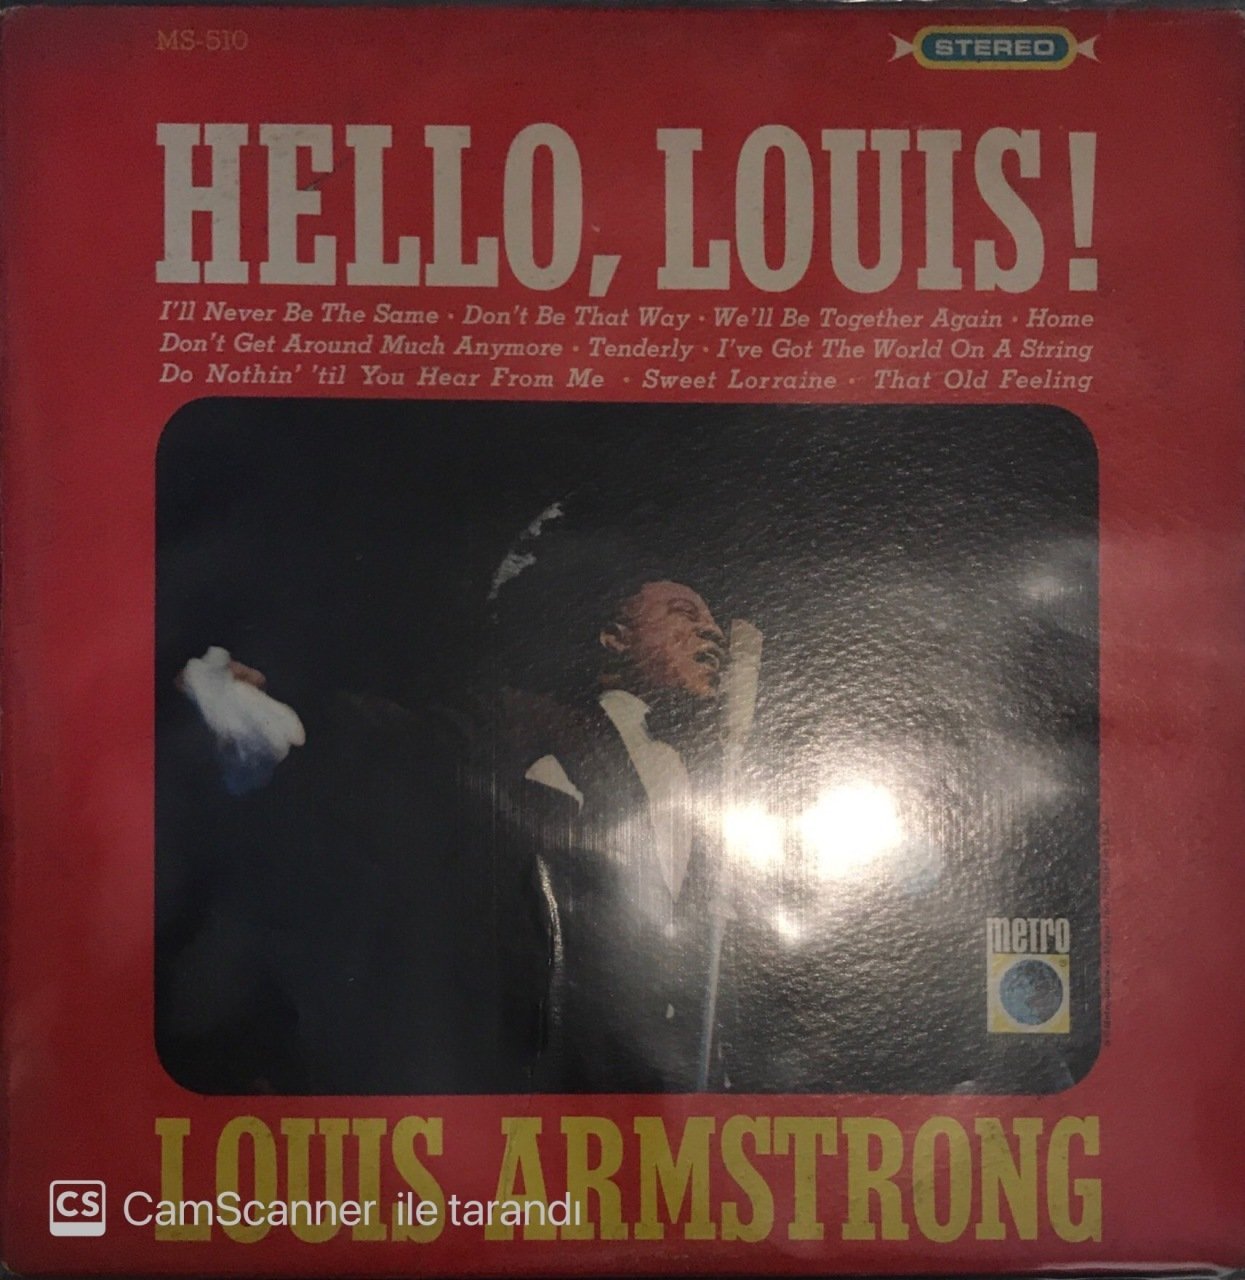 MS-510
STEREO
HELLO, LOUIS!
I'll Never Be The Same · Don't Be That Way · We'll Be Together Again · Home
Don't Get Around Much Anymore · Tenderly · I've Got The World On A String
Do Nothin' 'til You Hear From Me · Sweet Lorraine · That Old Feeling
metro
LOUIS ARMSTRONG
CS CamScanner ile tarandı